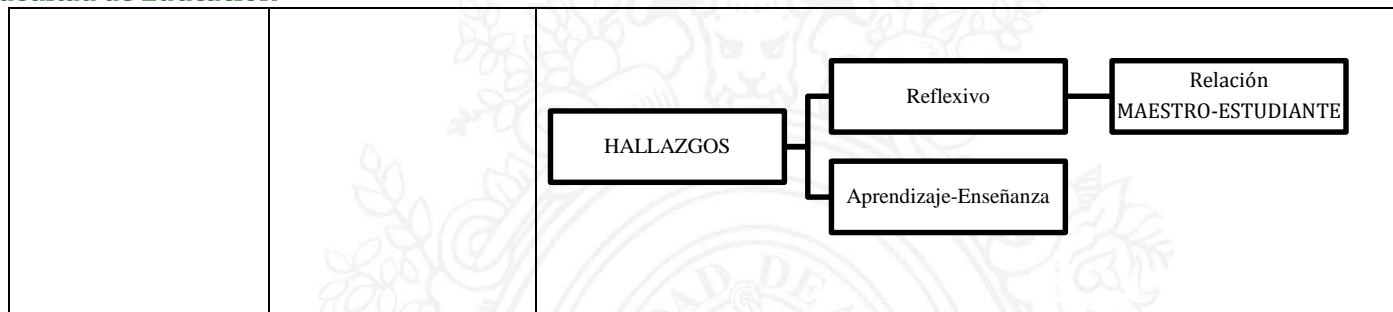 Reflexivo
Relación
MAESTRO-ESTUDIANTE
HALLAZGOS
Aprendizaje-Enseñanza